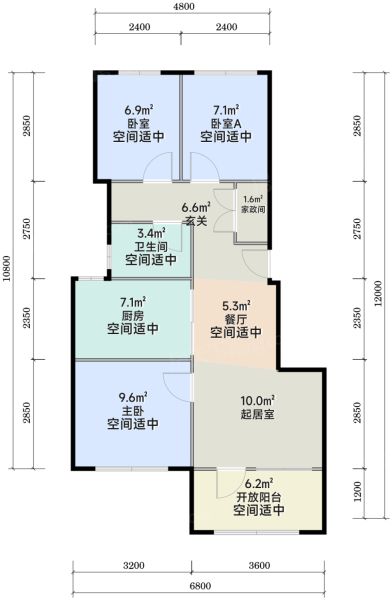 4800
2400
2400
6.9㎡
卧室
空间适中
7.1㎡
卧室A
空间适中
2850
2850
6.6㎡
玄关
1.6㎡
家政间
2750
2750
3.4㎡
卫生间
空间适中
10800
12000
7.1㎡
厨房
空间适中
5.3㎡
餐厅
空间适中
2350
2350
9.6㎡
主卧
空间适中
10.0㎡
起居室
2850
2850
6.2㎡
开放阳台
空间适中
1200
3200
3600
6800